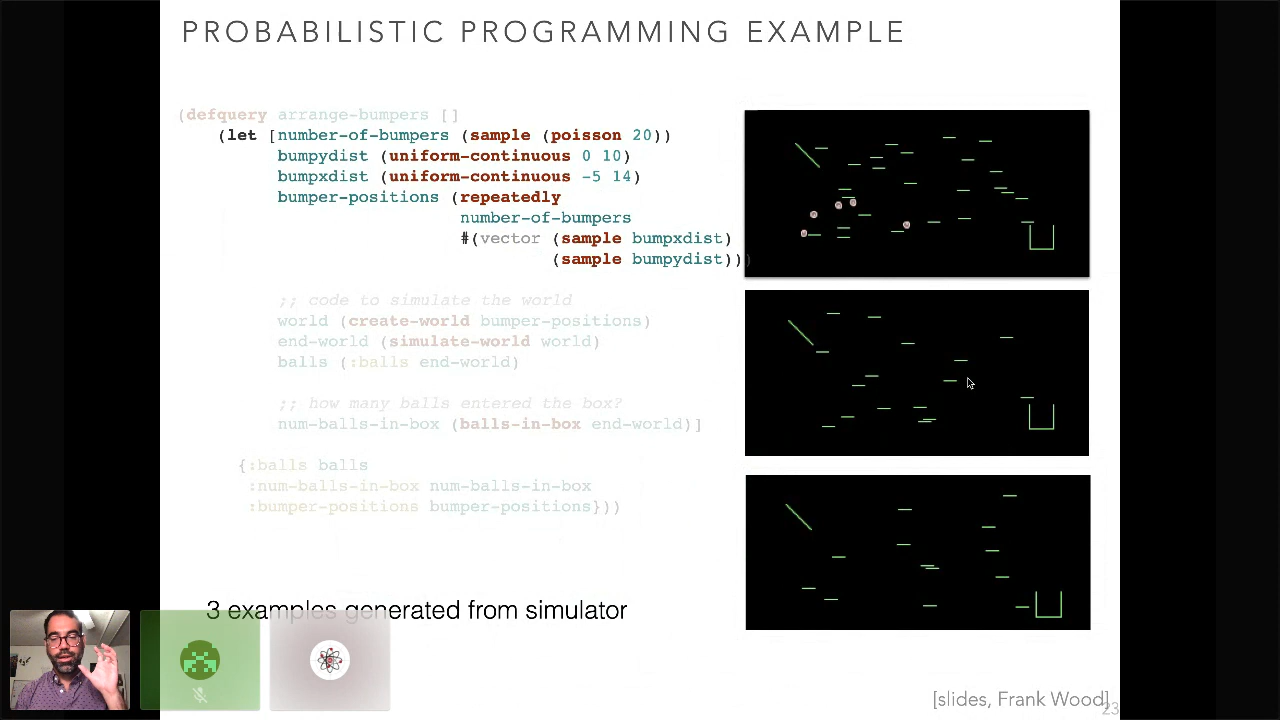 PROBABILISTIC PROGRAMMING EXAMPLE
(defquery arrange-bumpers []
(let [number-of-bumpers (sample (poisson 20))
bumpydist (uniform-continuous 0 10)
bumpxdist (uniform-continuous -5 14)
bumper-positions (repeatedly
number-of-bumpers
#(vector (sample bumpxdist)
(sample bumpydist)))
;; code to simulate the world
world (create-world bumper-positions)
end-world (simulate-world world)
balls (:balls end-world)
;; how many balls entered the box?
num-balls-in-box (balls-in-box end-world)]
{:balls balls
:num-balls-in-box num-balls-in-box
:bumper-positions bumper-positions}))
3 examples generated from simulator
[slides, Frank Wood]
23